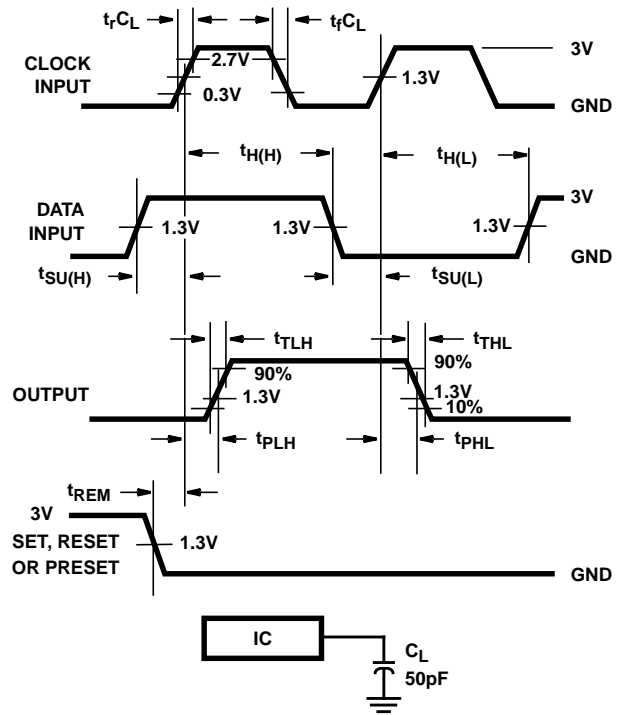 trCL
tfCL
CLOCK
INPUT
2.7V
0.3V
1.3V
3V
GND
tH(H)
tH(L)
DATA
INPUT
1.3V
1.3V
1.3V
3V
GND
tSU(H)
tSU(L)
tTLH
tTHL
OUTPUT
90%
1.3V
90%
1.3V
10%
tPLH
tPHL
tREM
3V
SET, RESET
OR PRESET
1.3V
GND
IC
CL
50pF